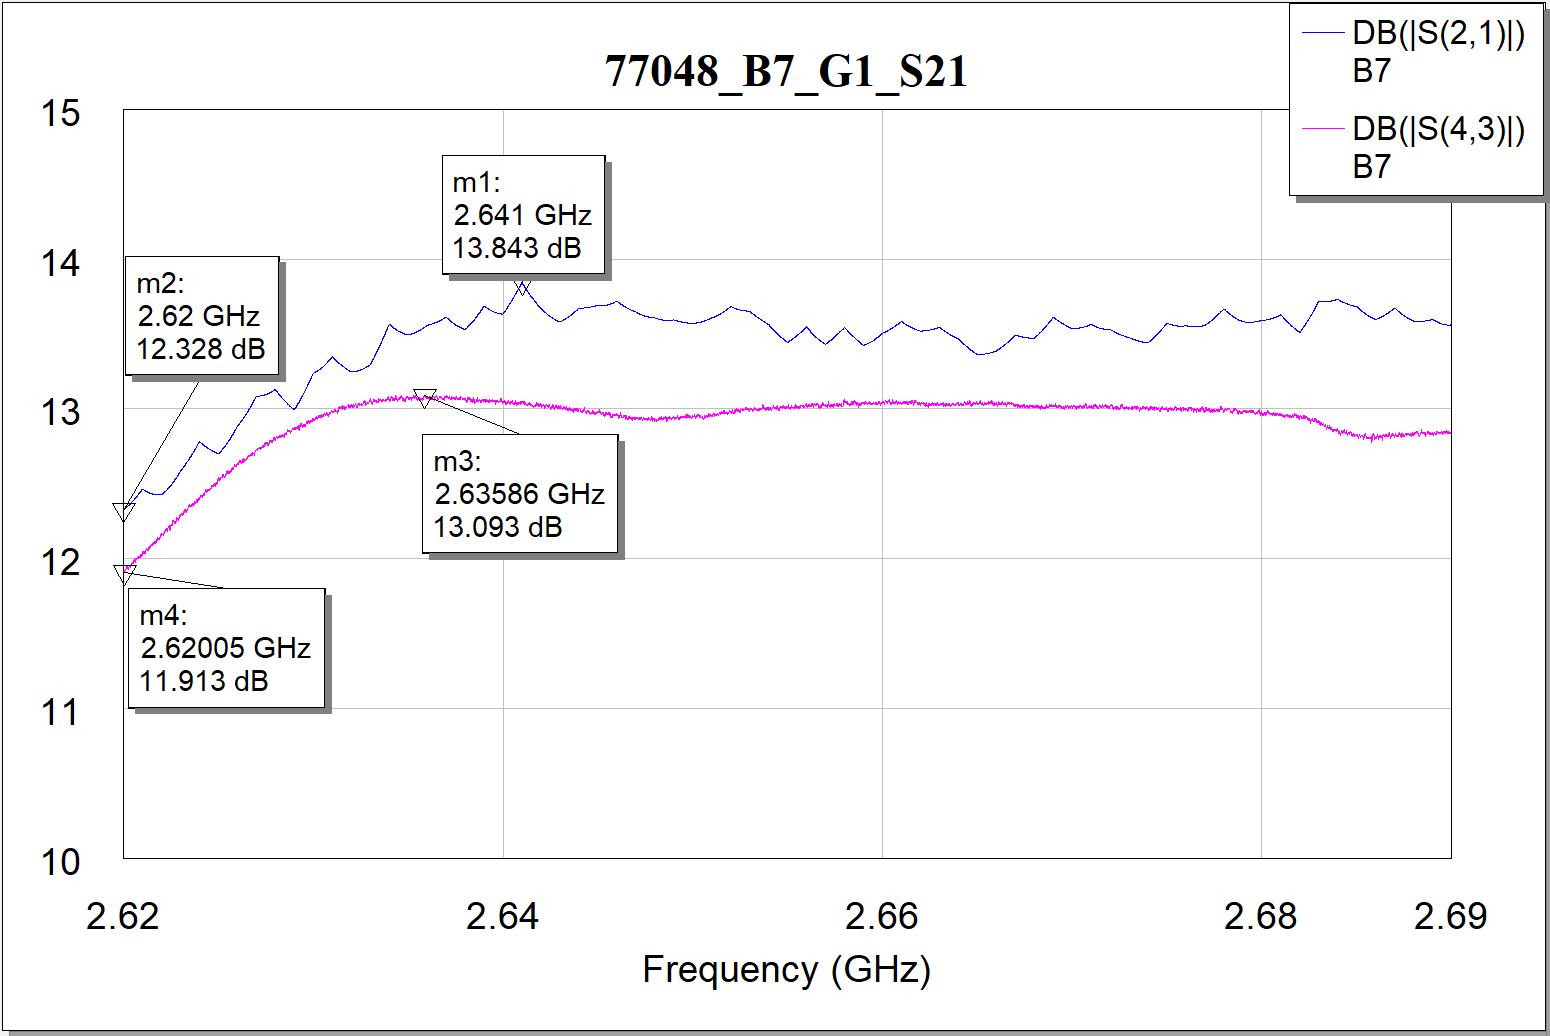 77048_B7_G1_S21
DB(|S(2,1)|)
B7
DB(|S(4,3)|)
B7
15
14
13
12
11
10
m1:
2.641 GHz
13.843 dB
m2:
2.62 GHz
12.328 dB
m3:
2.63586 GHz
13.093 dB
m4:
2.62005 GHz
11.913 dB
2.62 2.64 2.66 2.68 2.69
Frequency (GHz)